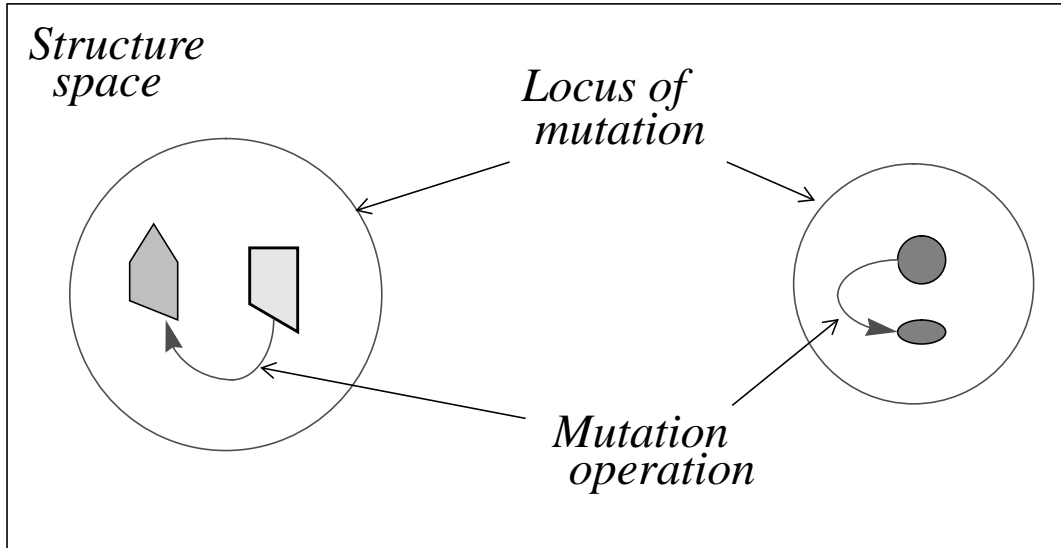 Structure
space
Locus of
mutation
Mutation
operation